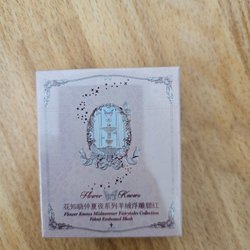 Flower Knows
花知晓仲夏夜系列羊绒浮雕腮红
Flower Knows Midsummer Fairytales Collection
Velvet Embossed Blush